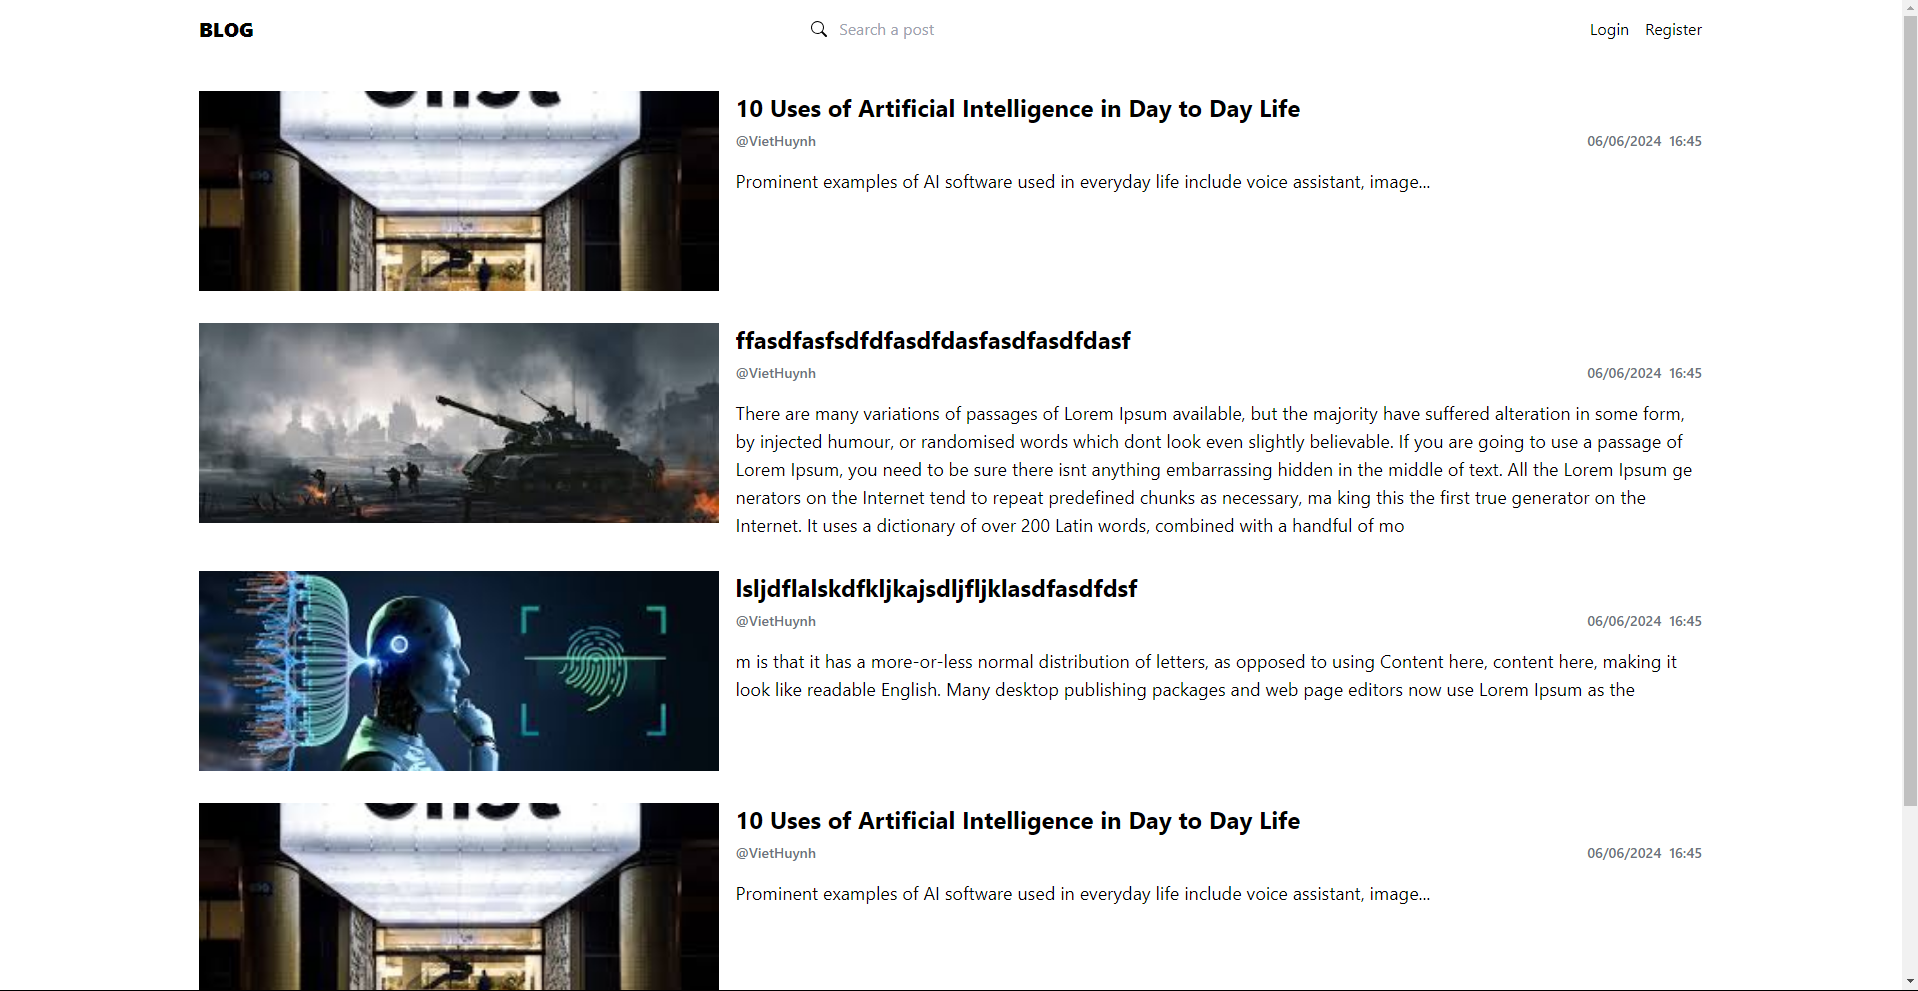 BLOG
Search a post
Login Register
10 Uses of Artificial Intelligence in Day to Day Life
@VietHuynh 06/06/2024 16:45
Prominent examples of AI software used in everyday life include voice assistant, image...
ffasdfasfsdfdfasdfdasfasdfasdfdasf
@VietHuynh 06/06/2024 16:45
There are many variations of passages of Lorem Ipsum available, but the majority have suffered alteration in some form,
by injected humour, or randomised words which dont look even slightly believable. If you are going to use a passage of
Lorem Ipsum, you need to be sure there isnt anything embarrassing hidden in the middle of text. All the Lorem Ipsum ge
nerators on the Internet tend to repeat predefined chunks as necessary, ma king this the first true generator on the
Internet. It uses a dictionary of over 200 Latin words, combined with a handful of mo
lsljdflalskdfkljkajsdljfljklasdfasdfdsf
@VietHuynh 06/06/2024 16:45
m is that it has a more-or-less normal distribution of letters, as opposed to using Content here, content here, making it
look like readable English. Many desktop publishing packages and web page editors now use Lorem Ipsum as the
10 Uses of Artificial Intelligence in Day to Day Life
@VietHuynh 06/06/2024 16:45
Prominent examples of AI software used in everyday life include voice assistant, image...